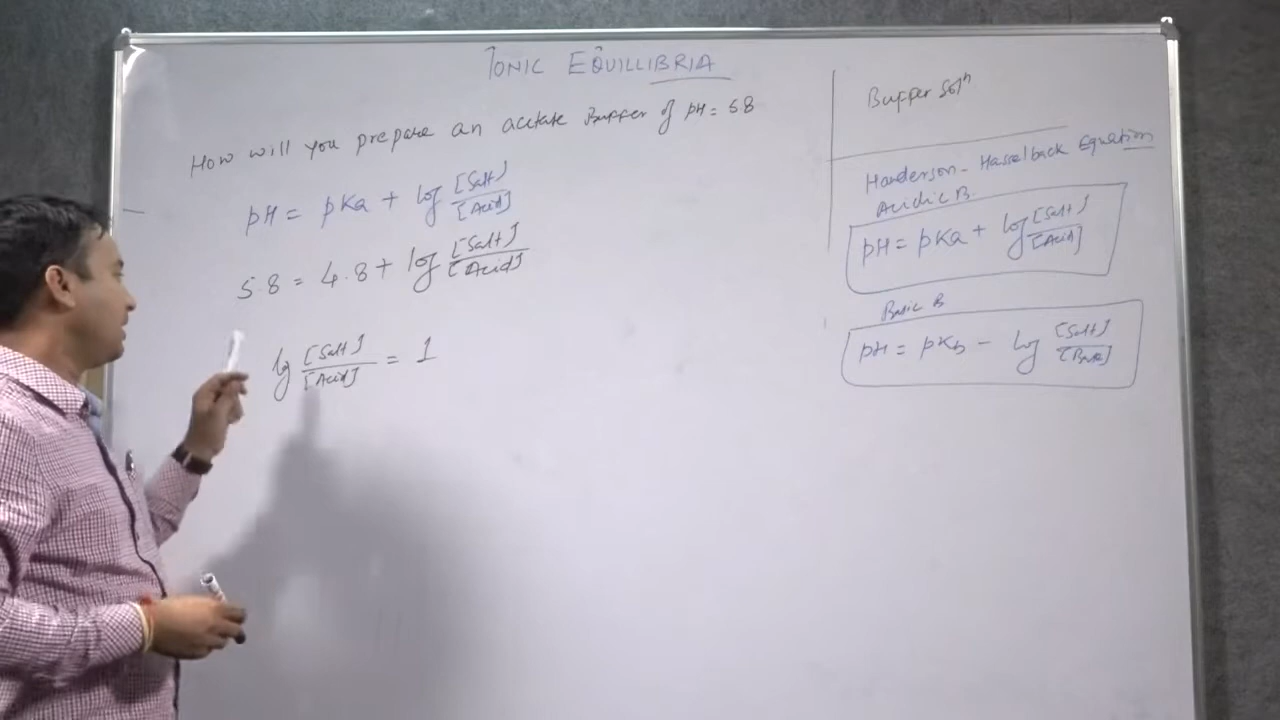 IONIC EQUILLIBRIA
How will you prepare an acetate Buffer of pH = 5.8
pH = pKa + log [Salt]/[Acid]
5.8 = 4.8 + log [Salt]/[Acid]
log [Salt]/[Acid] = 1
Buffer Solⁿ
Handerson - Hasselback Equation
Acidic B.
pH = pKa + log [Salt]/[Acid]
Basic B
pH = pKb - log [Salt]/[Base]